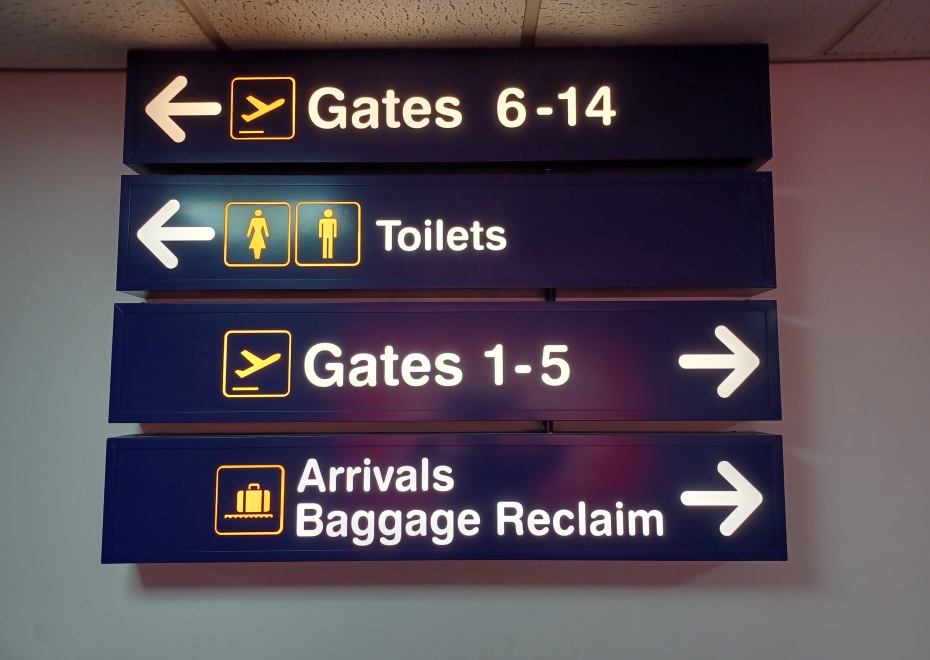 Gates 6-14
Toilets
Gates 1-5
Arrivals
Baggage Reclaim